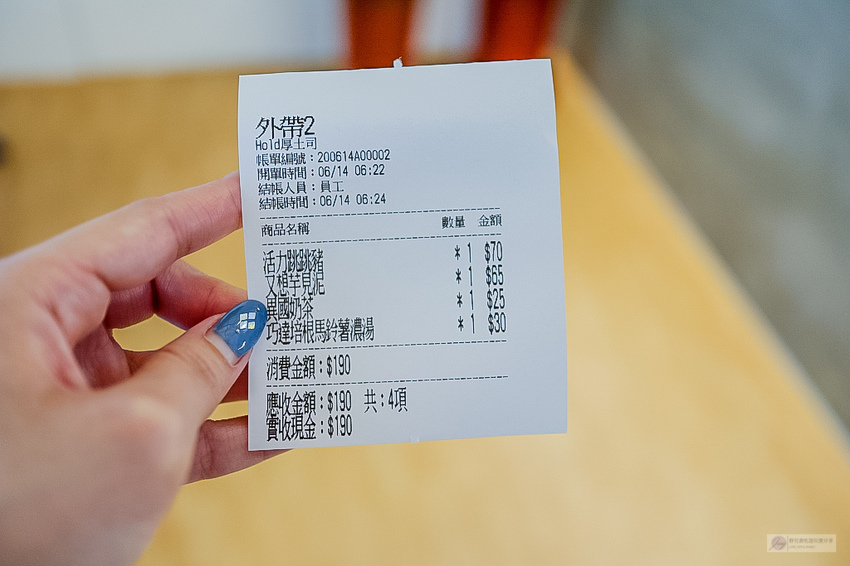 外帶2
Hold厚土司
帳單編號：200614A00002
開單時間：06/14 06:22
結帳人員：員工
結帳時間：06/14 06:24
商品名稱 數量 金額
活力跳跳豬 * 1 $70
又想芋見泥 * 1 $65
異國奶茶 * 1 $25
巧達培根馬鈴薯濃湯 * 1 $30
消費金額：$190
應收金額：$190 共：4項
實收現金：$190